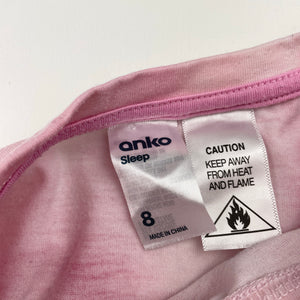 anko
Sleep
8
MADE IN CHINA
CAUTION
KEEP AWAY
FROM HEAT
AND FLAME